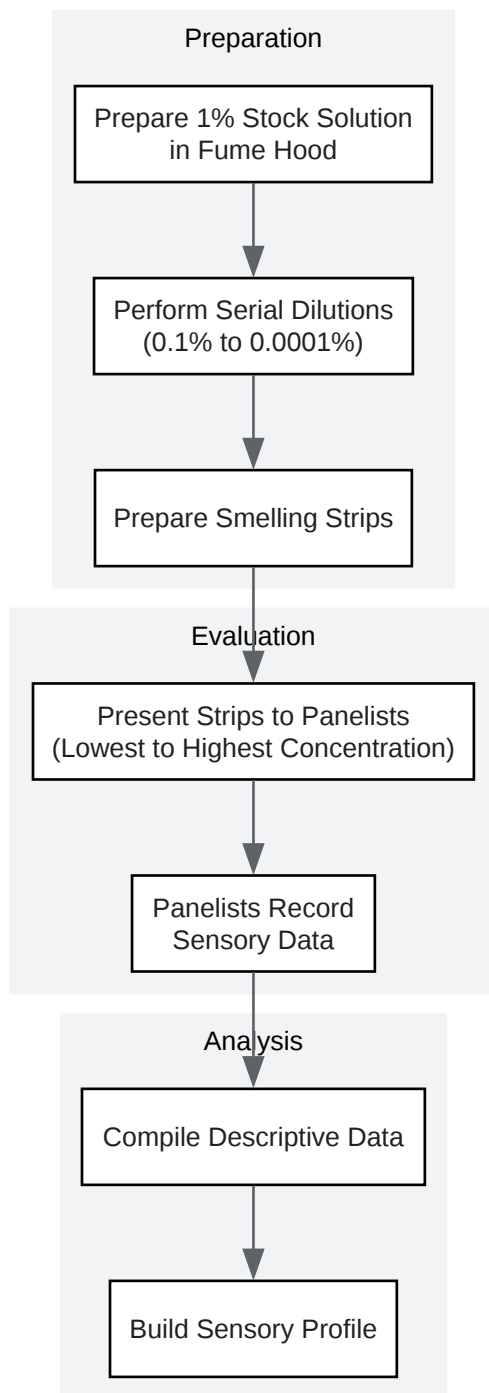 Preparation
Prepare 1% Stock Solution
in Fume Hood
Perform Serial Dilutions
(0.1% to 0.0001%)
Prepare Smelling Strips
Evaluation
Present Strips to Panelists
(Lowest to Highest Concentration)
Panelists Record
Sensory Data
Analysis
Compile Descriptive Data
Build Sensory Profile